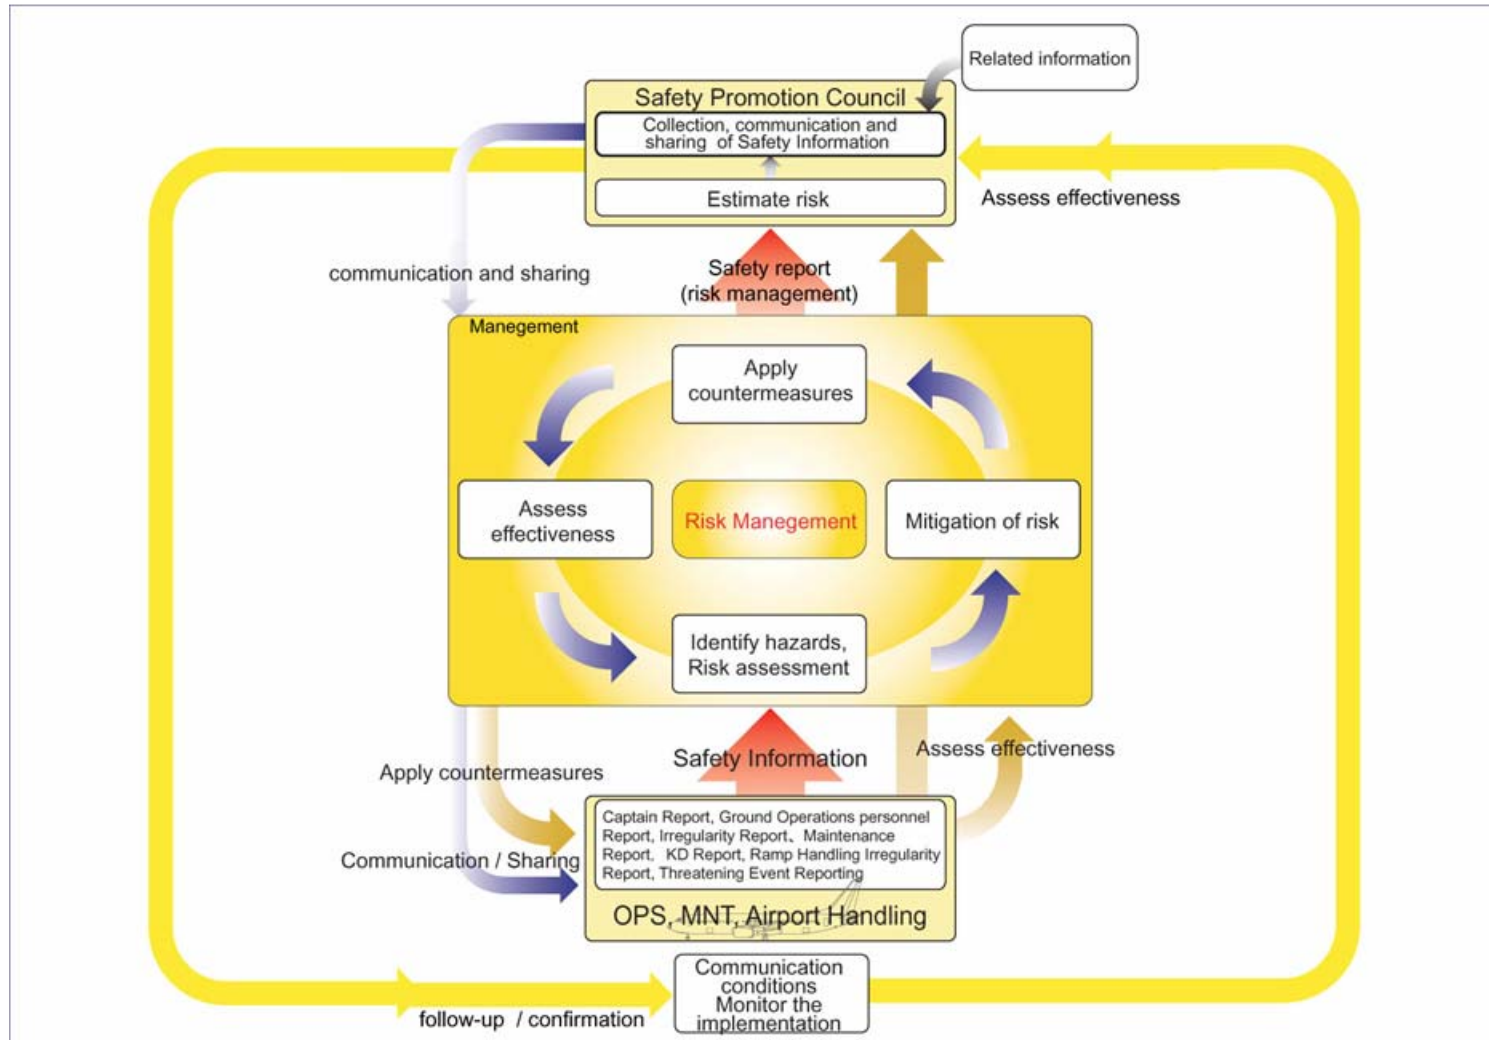 Related information
Safety Promotion Council
Collection, communication and
sharing of Safety Information
Estimate risk
Assess effectiveness
communication and sharing
Safety report
(risk management)
Manegement
Apply
countermeasures
Assess
effectiveness
Risk Manegement
Mitigation of risk
Identify hazards,
Risk assessment
Safety Information
Assess effectiveness
Apply countermeasures
Communication / Sharing
Captain Report, Ground Operations personnel
Report, Irregularity Report、Maintenance
Report, KD Report, Ramp Handling Irregularity
Report, Threatening Event Reporting
OPS, MNT, Airport Handling
Communication
conditions
Monitor the
implementation
follow-up / confirmation